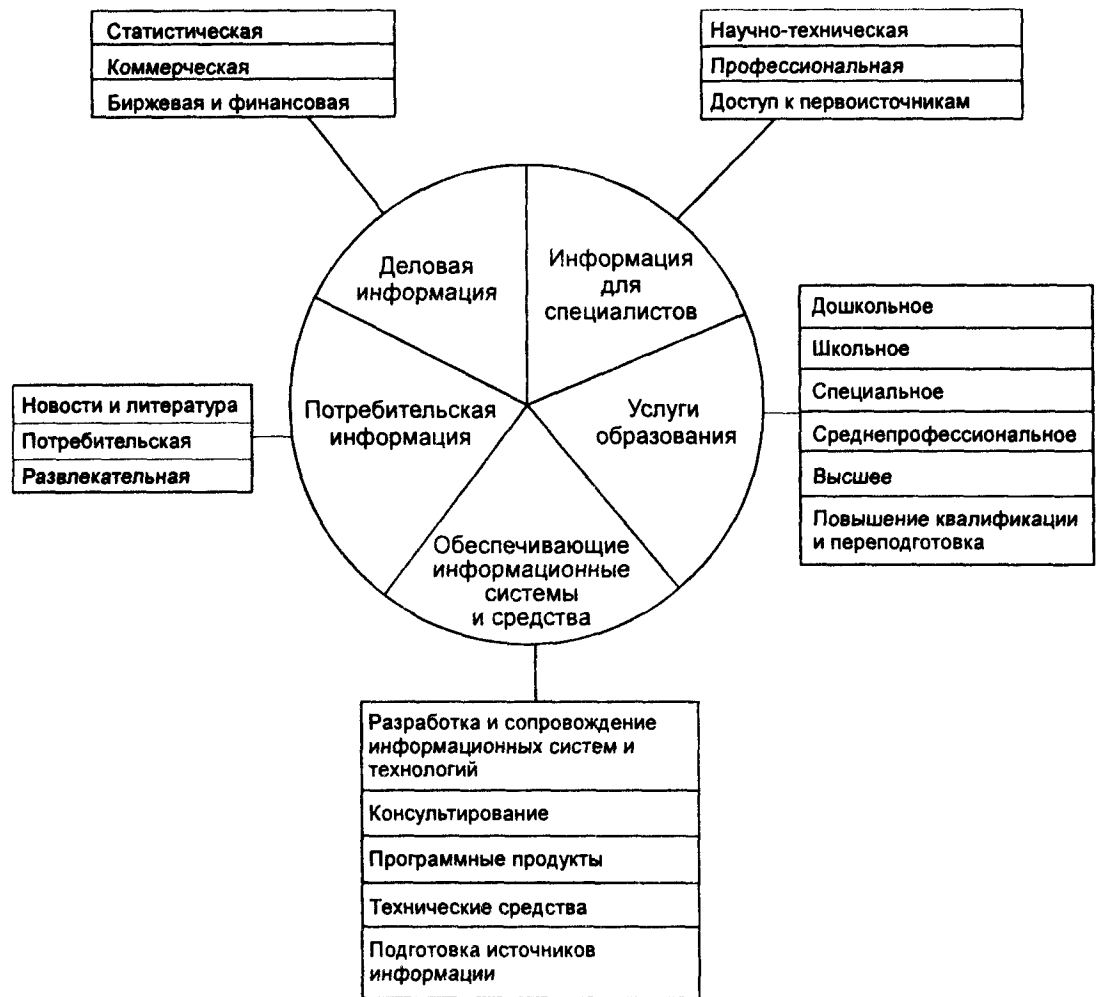 Статистическая
Коммерческая
Биржевая и финансовая
Научно-техническая
Профессиональная
Доступ к первоисточникам
Деловая
информация
Информация
для
специалистов
Новости и литература
Потребительская
Развлекательная
Потребительская
информация
Услуги
образования
Дошкольное
Школьное
Специальное
Среднепрофессиональное
Высшее
Повышение квалификации
и переподготовка
Обеспечивающие
информационные
системы
и средства
Разработка и сопровождение
информационных систем и
технологий
Консультирование
Программные продукты
Технические средства
Подготовка источников
информации